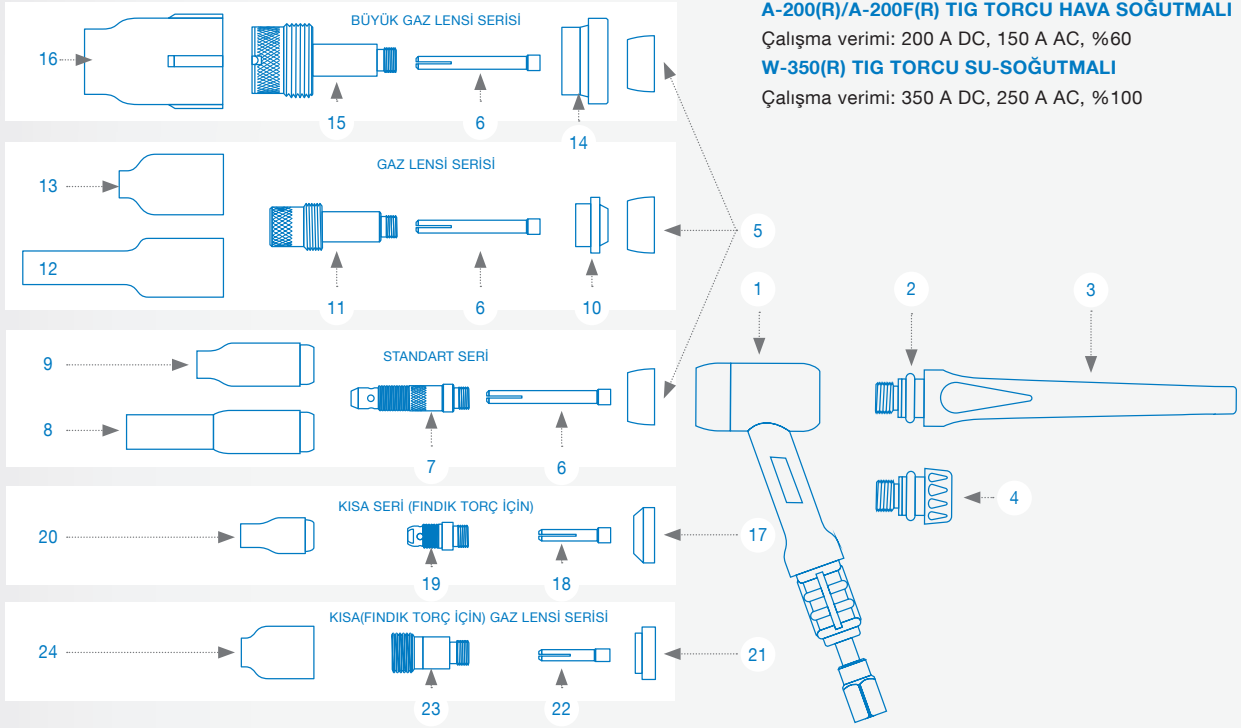 A-200(R)/A-200F(R) TIG TORCU HAVA SOĞUTMALI
Çalışma verimi: 200 A DC, 150 A AC, %60
W-350(R) TIG TORCU SU-SOĞUTMALI
Çalışma verimi: 350 A DC, 250 A AC, %100
BÜYÜK GAZ LENSİ SERİSİ
16
15
6
14
GAZ LENSİ SERİSİ
13
12
11
6
10
5
1
2
3
STANDART SERİ
9
8
7
6
4
KISA SERİ (FINDIK TORÇ İÇİN)
20
19
18
17
KISA(FINDIK TORÇ İÇİN) GAZ LENSİ SERİSİ
24
23
22
21